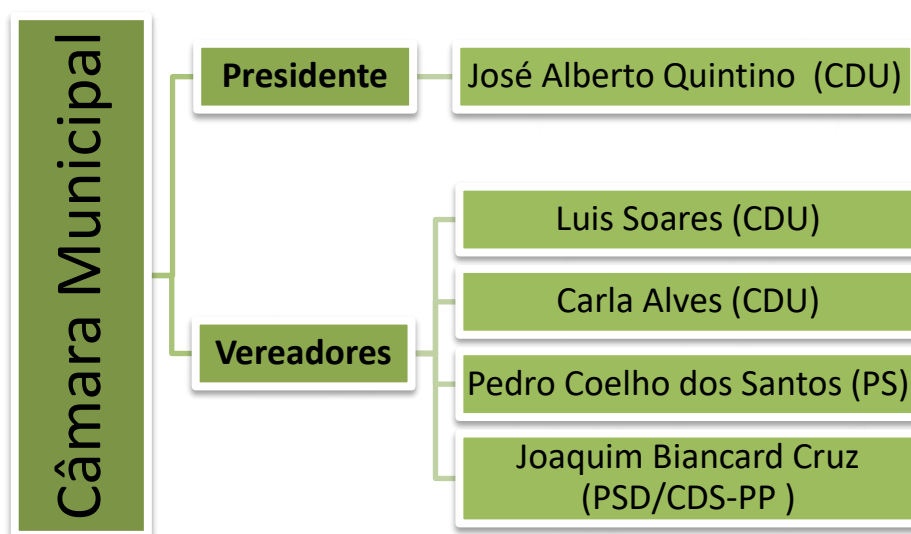 Câmara Municipal
Presidente
José Alberto Quintino (CDU)
Vereadores
Luis Soares (CDU)
Carla Alves (CDU)
Pedro Coelho dos Santos (PS)
Joaquim Biancard Cruz
(PSD/CDS-PP )